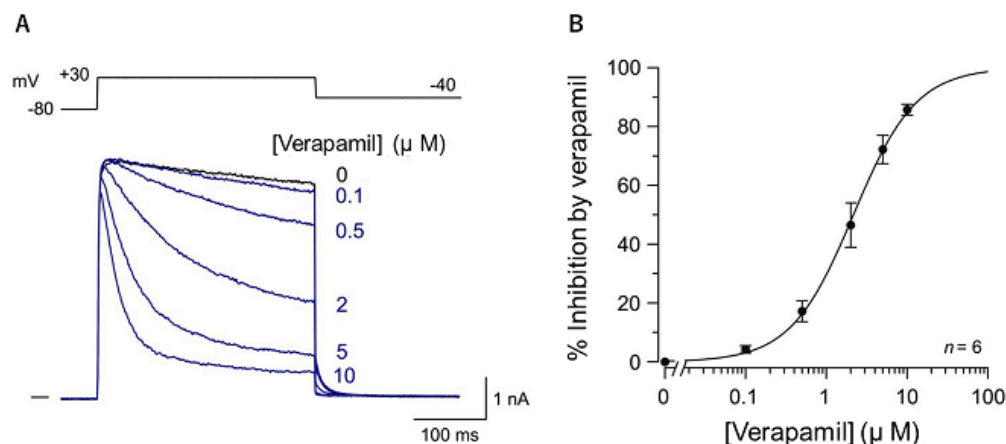 A
mV
+30
-80
-40
[Verapamil] (μ M)
0
0.1
0.5
2
5
10
1 nA
100 ms
B
% Inhibition by verapamil
100
80
60
40
20
0
n = 6
0 0.1 1 10 100
[Verapamil] (μ M)